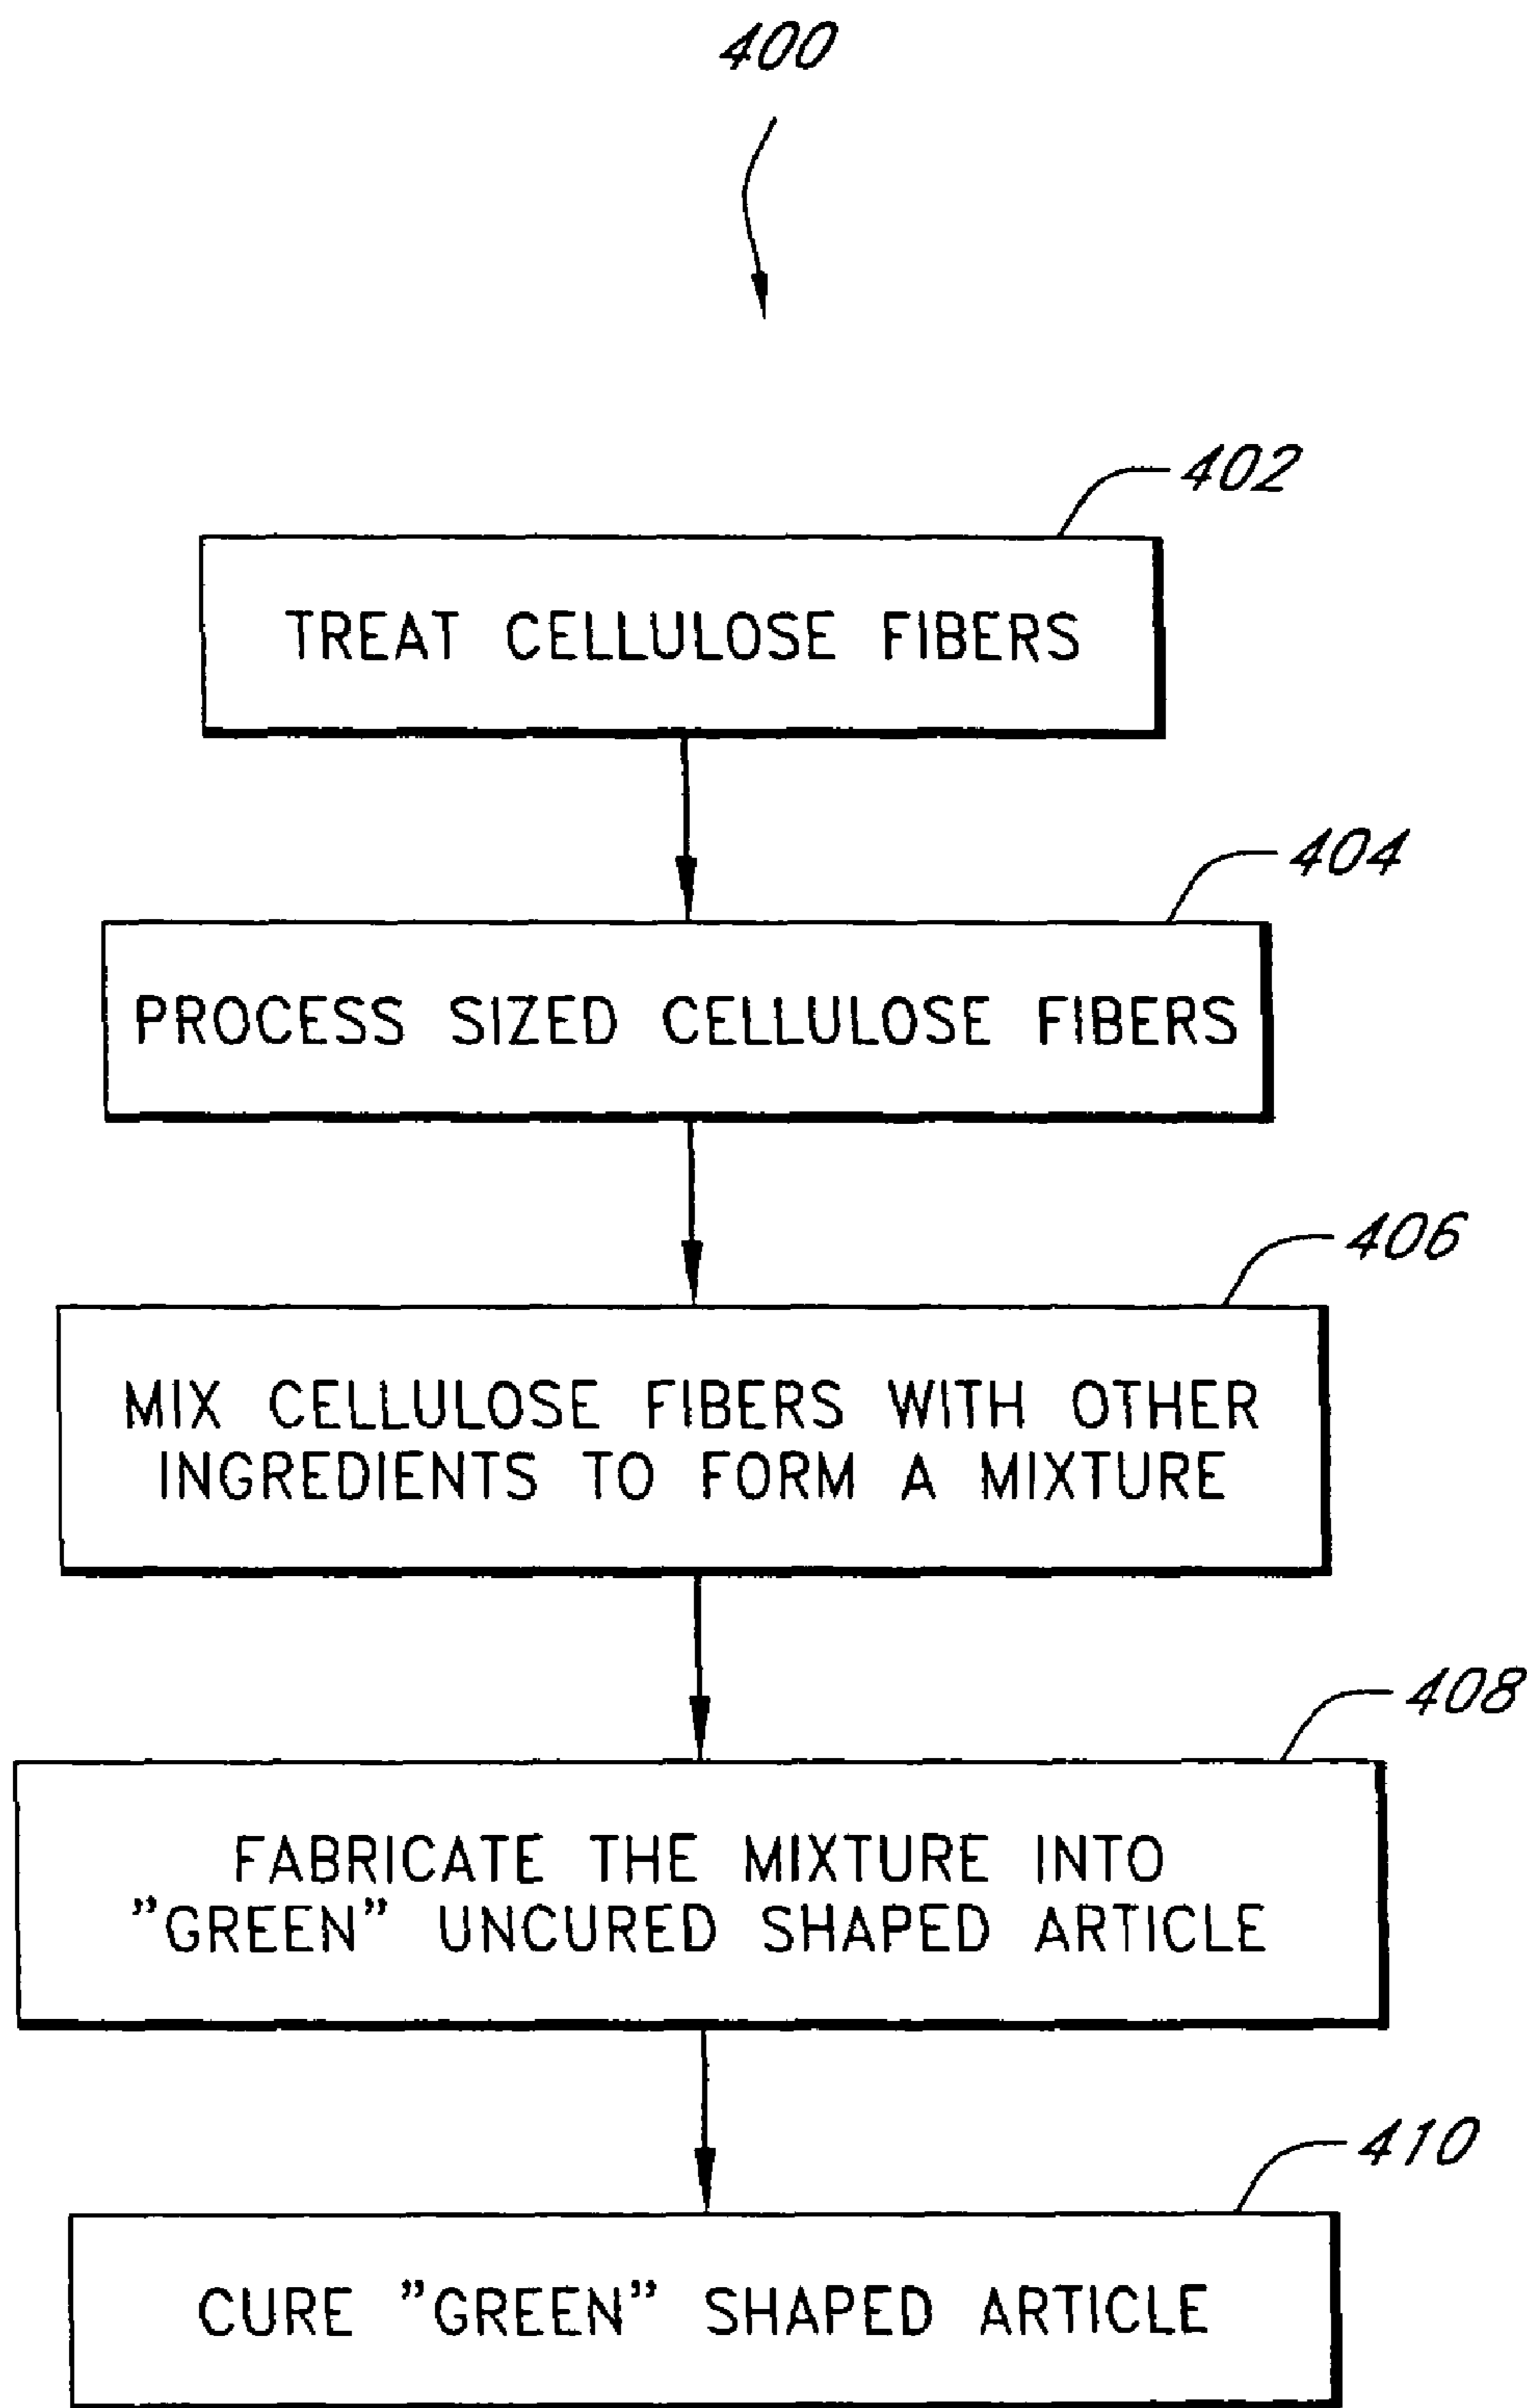 400
402
TREAT CELLULOSE FIBERS
404
PROCESS SIZED CELLULOSE FIBERS
406
MIX CELLULOSE FIBERS WITH OTHER
INGREDIENTS TO FORM A MIXTURE
408
FABRICATE THE MIXTURE INTO
”GREEN” UNCURED SHAPED ARTICLE
410
CURE ”GREEN” SHAPED ARTICLE